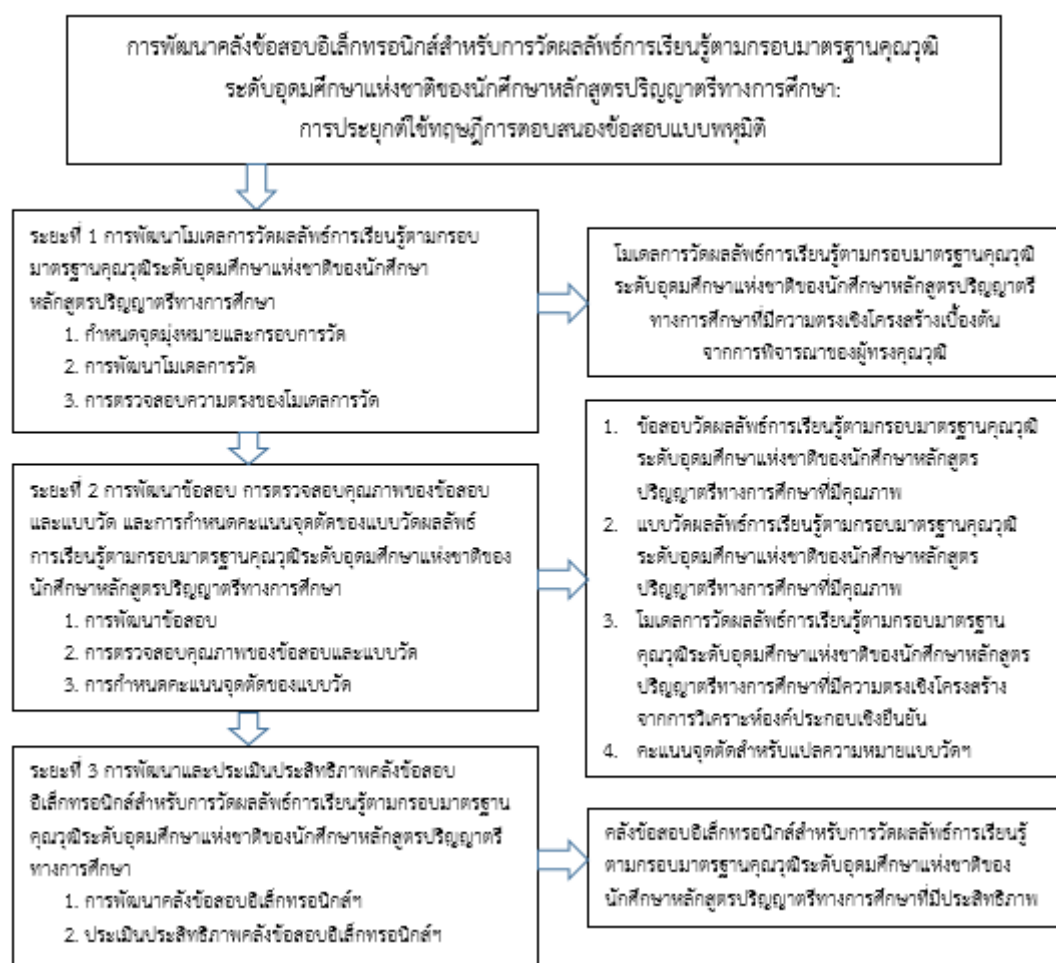 การพัฒนาคลังข้อสอบอิเล็กทรอนิกส์สำหรับการวัดผลลัพธ์การเรียนรู้ตามกรอบมาตรฐานคุณวุฒิ
ระดับอุดมศึกษาแห่งชาติของนักศึกษาหลักสูตรปริญญาตรีทางการศึกษา:
การประยุกต์ใช้ทฤษฎีการตอบสนองข้อสอบแบบพหุมิติ
ระยะที่ 1 การพัฒนาโมเดลการวัดผลลัพธ์การเรียนรู้ตามกรอบ
มาตรฐานคุณวุฒิระดับอุดมศึกษาแห่งชาติของนักศึกษา
หลักสูตรปริญญาตรีทางการศึกษา
1. กำหนดจุดมุ่งหมายและกรอบการวัด
2. การพัฒนาโมเดลการวัด
3. การตรวจสอบความตรงของโมเดลการวัด
โมเดลการวัดผลลัพธ์การเรียนรู้ตามกรอบมาตรฐานคุณวุฒิ
ระดับอุดมศึกษาแห่งชาติของนักศึกษาหลักสูตรปริญญาตรี
ทางการศึกษาที่มีความตรงเชิงโครงสร้างเบื้องต้น
จากการพิจารณาของผู้ทรงคุณวุฒิ
ระยะที่ 2 การพัฒนาข้อสอบ การตรวจสอบคุณภาพของข้อสอบ
และแบบวัด และการกำหนดคะแนนจุดตัดของแบบวัดผลลัพธ์
การเรียนรู้ตามกรอบมาตรฐานคุณวุฒิระดับอุดมศึกษาแห่งชาติของ
นักศึกษาหลักสูตรปริญญาตรีทางการศึกษา
1. การพัฒนาข้อสอบ
2. การตรวจสอบคุณภาพของข้อสอบและแบบวัด
3. การกำหนดคะแนนจุดตัดของแบบวัด
1. ข้อสอบวัดผลลัพธ์การเรียนรู้ตามกรอบมาตรฐานคุณวุฒิ
ระดับอุดมศึกษาแห่งชาติของนักศึกษาหลักสูตร
ปริญญาตรีทางการศึกษาที่มีคุณภาพ
2. แบบวัดผลลัพธ์การเรียนรู้ตามกรอบมาตรฐานคุณวุฒิ
ระดับอุดมศึกษาแห่งชาติของนักศึกษาหลักสูตร
ปริญญาตรีทางการศึกษาที่มีคุณภาพ
3. โมเดลการวัดผลลัพธ์การเรียนรู้ตามกรอบมาตรฐาน
คุณวุฒิระดับอุดมศึกษาแห่งชาติของนักศึกษาหลักสูตร
ปริญญาตรีทางการศึกษาที่มีความตรงเชิงโครงสร้าง
จากการวิเคราะห์องค์ประกอบเชิงยืนยัน
4. คะแนนจุดตัดสำหรับแปลความหมายแบบวัดฯ
ระยะที่ 3 การพัฒนาและประเมินประสิทธิภาพคลังข้อสอบ
อิเล็กทรอนิกส์สำหรับการวัดผลลัพธ์การเรียนรู้ตามกรอบมาตรฐาน
คุณวุฒิระดับอุดมศึกษาแห่งชาติของนักศึกษาหลักสูตรปริญญาตรี
ทางการศึกษา
1. การพัฒนาคลังข้อสอบอิเล็กทรอนิกส์ฯ
2. ประเมินประสิทธิภาพคลังข้อสอบอิเล็กทรอนิกส์ฯ
คลังข้อสอบอิเล็กทรอนิกส์สำหรับการวัดผลลัพธ์การเรียนรู้
ตามกรอบมาตรฐานคุณวุฒิระดับอุดมศึกษาแห่งชาติของ
นักศึกษาหลักสูตรปริญญาตรีทางการศึกษาที่มีประสิทธิภาพ